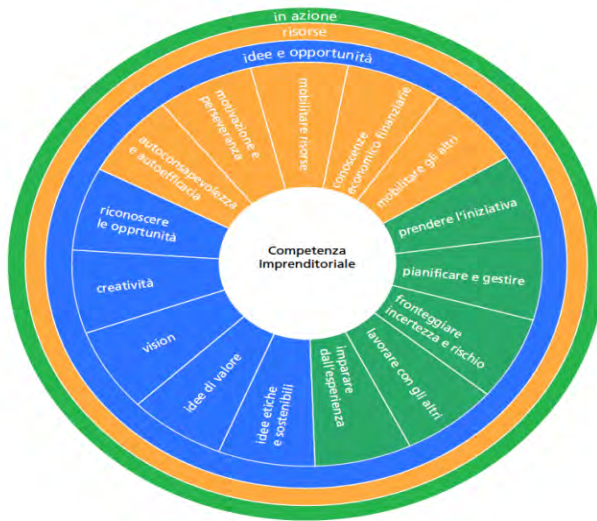 in azione
risorse
idee e opportunità
autoconsapevolezza
e autoefficacia
motivazione e
perseveranza
mobilitare risorse
conoscenze
economico finanziarie
mobilitare gli altri
prendere l'iniziativa
pianificare e gestire
fronteggiare
incertezza e rischio
lavorare con gli altri
imparare
dall'esperienza
idee etiche
e sostenibili
idee di valore
vision
creatività
riconoscere
le opprtunità
Competenza
Imprenditoriale